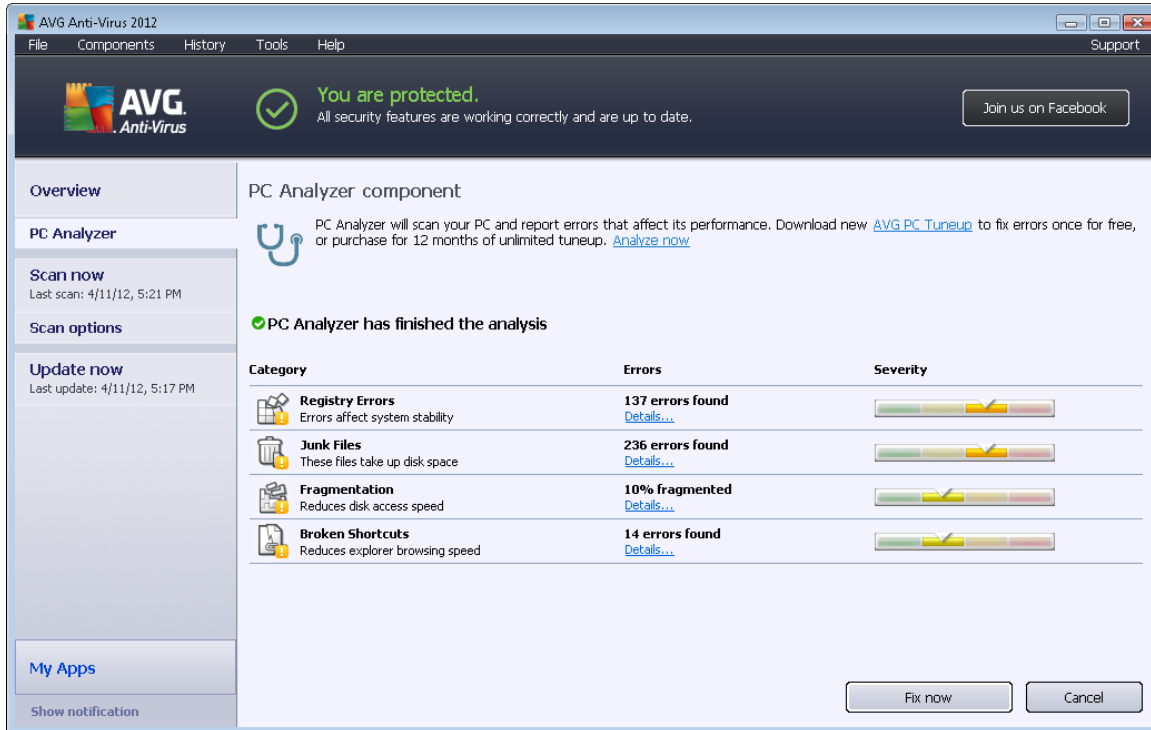 AVG Anti-Virus 2012
File Components History Tools Help Support
AVG.
Anti-Virus
You are protected.
All security features are working correctly and are up to date.
Join us on Facebook
Overview
PC Analyzer
Scan now
Last scan: 4/11/12, 5:21 PM
Scan options
Update now
Last update: 4/11/12, 5:17 PM
My Apps
Show notification
PC Analyzer component
PC Analyzer will scan your PC and report errors that affect its performance. Download new AVG PC Tuneup to fix errors once for free,
or purchase for 12 months of unlimited tuneup. Analyze now
PC Analyzer has finished the analysis
Category Errors Severity
Registry Errors 137 errors found
Errors affect system stability Details...
Junk Files 236 errors found
These files take up disk space Details...
Fragmentation 10% fragmented
Reduces disk access speed Details...
Broken Shortcuts 14 errors found
Reduces explorer browsing speed Details...
Fix now Cancel